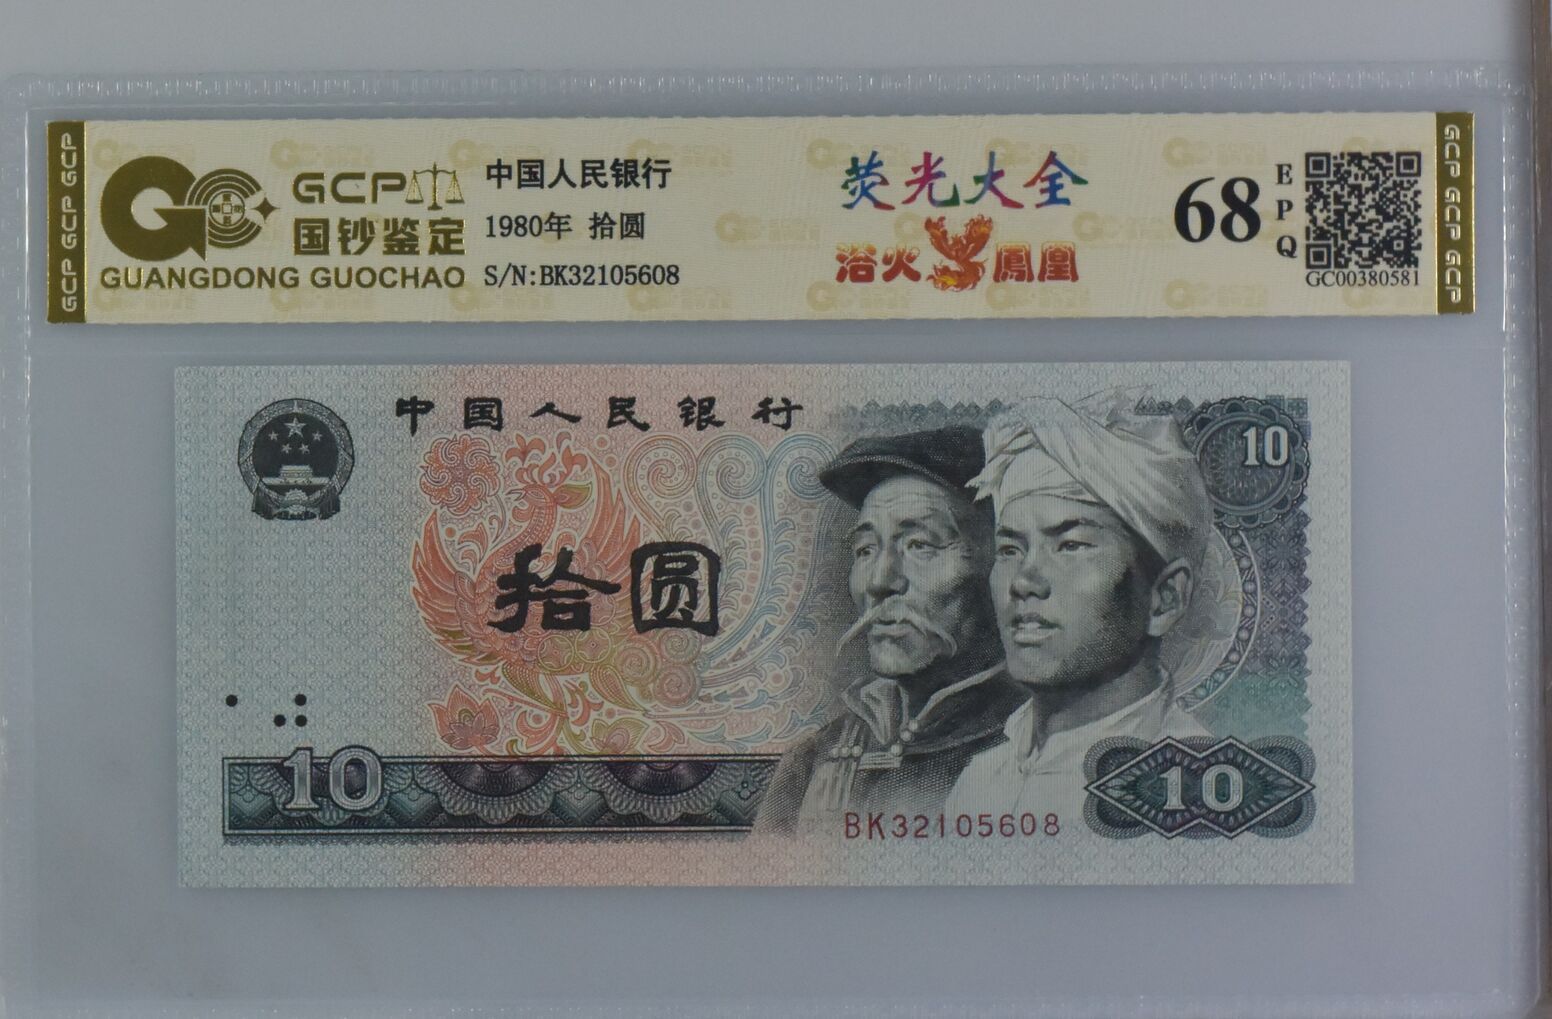 GCP GCP GCP
GCP
国钞鉴定
GUANGDONG GUOCHAO
中国人民银行
1980年 拾圆
S/N:BK32105608
荧光大全
浴火鳳凰
68
EPQ
GC00380581
GCP GCP GCP
中国人民银行
10
拾圆
10
BK32105608
10